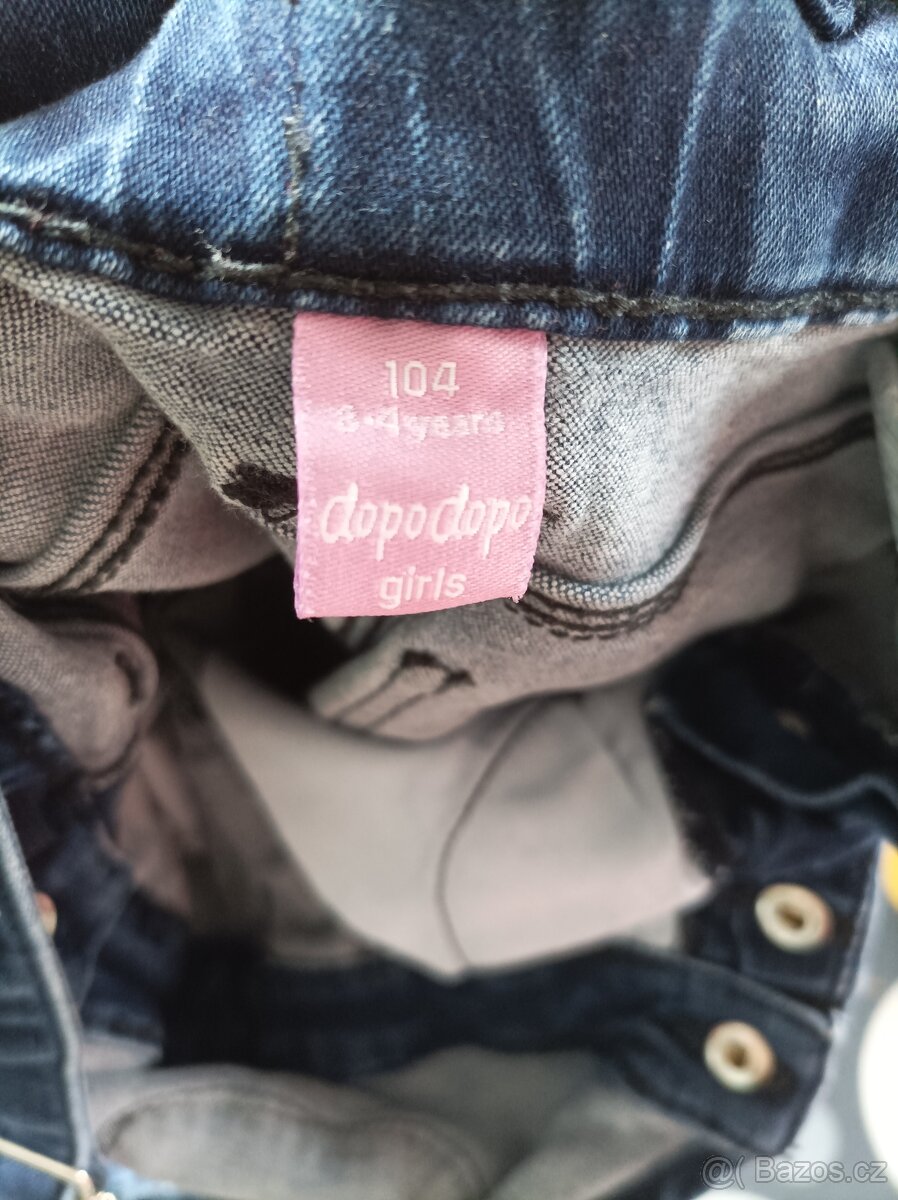 104
3-4 years
dopodopo
girls
Bazos.cz